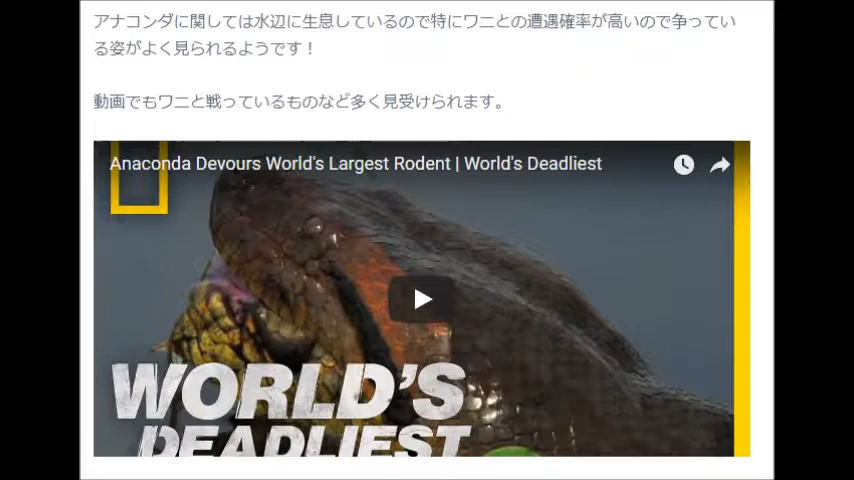 アナコンダに関しては水辺に生息しているので特にワニとの遭遇確率が高いので争ってい
る姿がよく見られるようです！
動画でもワニと戦っているものなど多く見受けられます。
Anaconda Devours World's Largest Rodent | World's Deadliest
WORLD'S
DEADLIEST